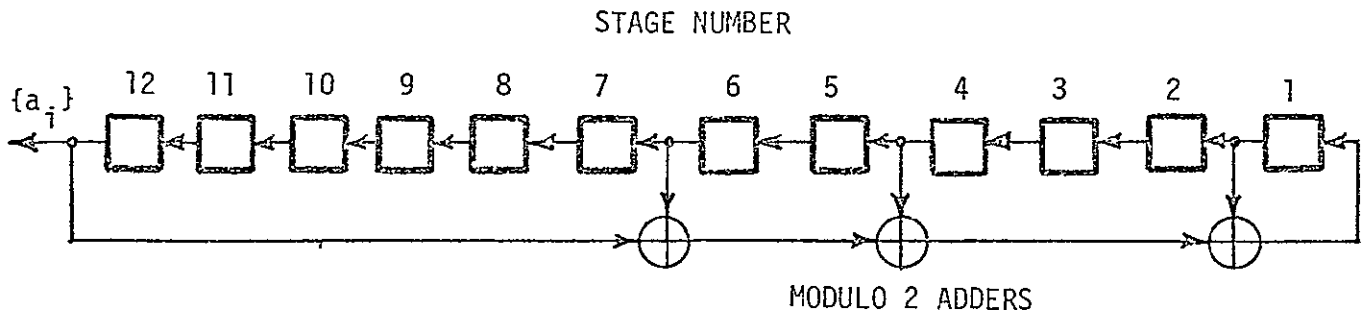 STAGE NUMBER
12 11 10 9 8 7 6 5 4 3 2 1
{a_i}
MODULO 2 ADDERS